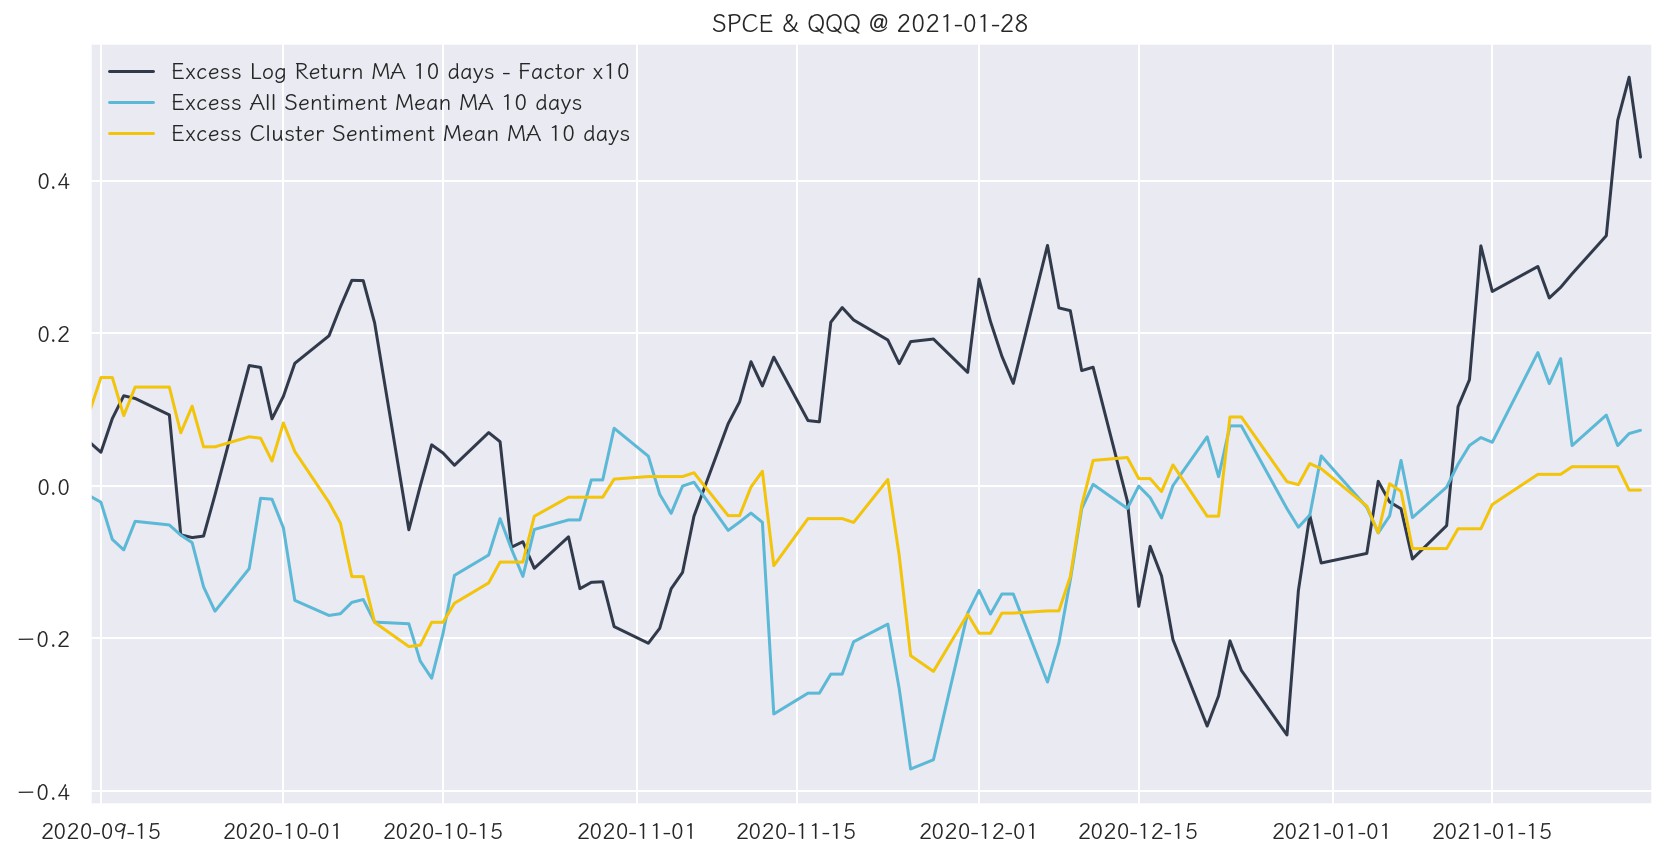 SPCE & QQQ @ 2021-01-28
Excess Log Return MA 10 days - Factor x10
Excess All Sentiment Mean MA 10 days
Excess Cluster Sentiment Mean MA 10 days
0.4
0.2
0.0
−0.2
−0.4
2020-09-15 2020-10-01 2020-10-15 2020-11-01 2020-11-15 2020-12-01 2020-12-15 2021-01-01 2021-01-15